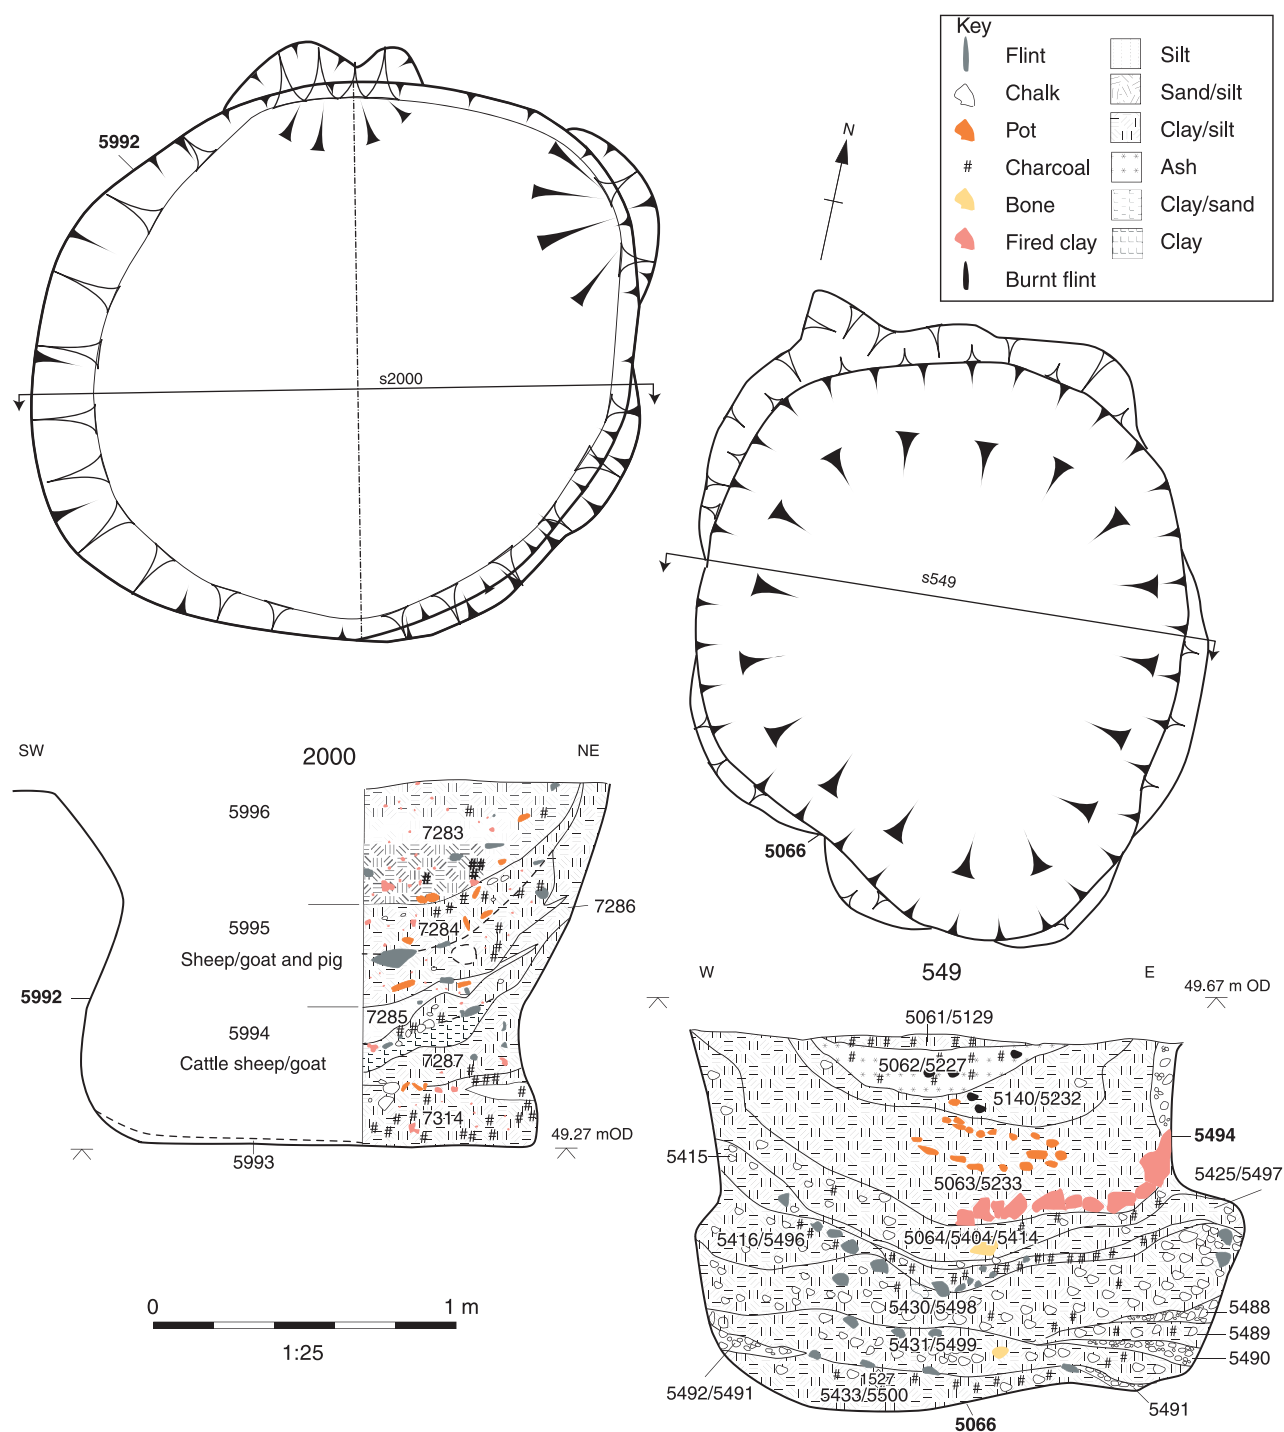 Key
Flint
Chalk
Pot
Charcoal
Bone
Fired clay
Burnt flint
Silt
Sand/silt
Clay/silt
Ash
Clay/sand
Clay
5992
N
s2000
s549
5066
SW
2000
NE
5996
7283
7286
5995
7284
Sheep/goat and pig
5992
7285
5994
7287
Cattle sheep/goat
7314
49.27 mOD
5993
0
1 m
1:25
W
549
E
49.67 m OD
5061/5129
5062/5227
5140/5232
5494
5415
5425/5497
5063/5233
5416/5496
5064/5404/5414
5430/5498
5488
5431/5499
5489
5490
1527
5492/5491
5433/5500
5491
5066